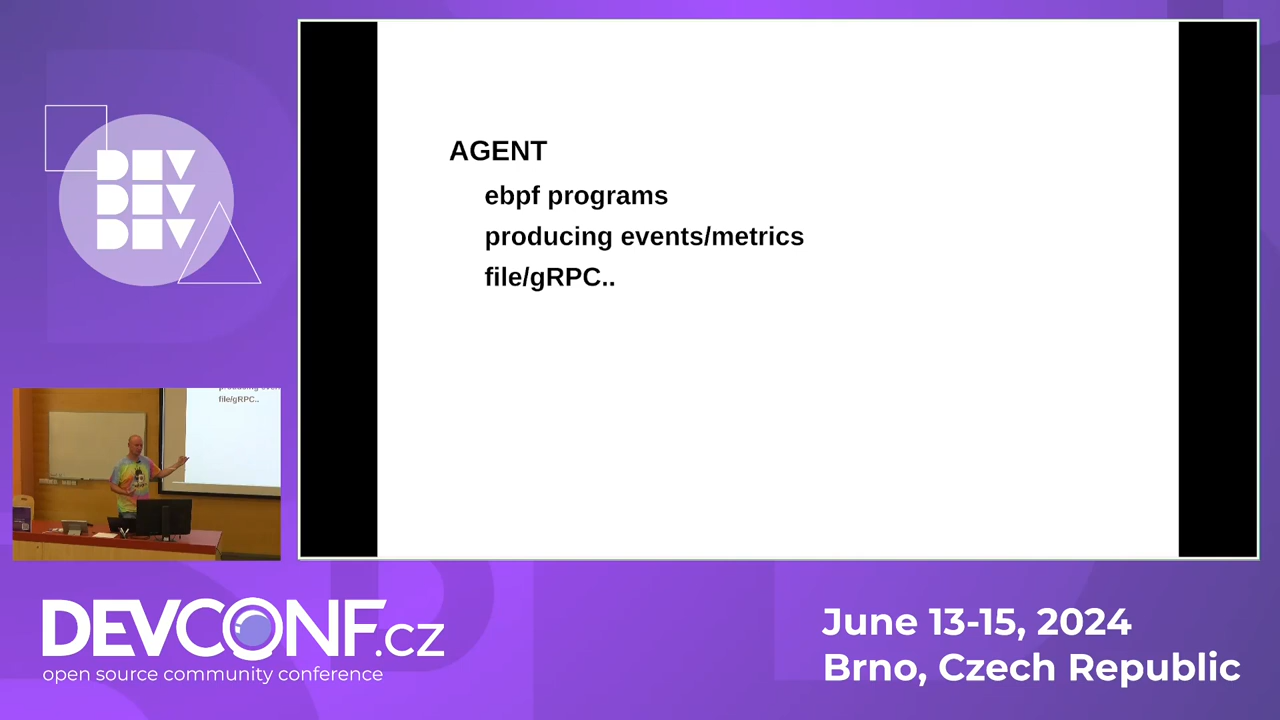 DEV
DEV
DEV
AGENT
ebpf programs
producing events/metrics
file/gRPC..
file/gRPC..
DEVCONF.cz
open source community conference
June 13-15, 2024
Brno, Czech Republic